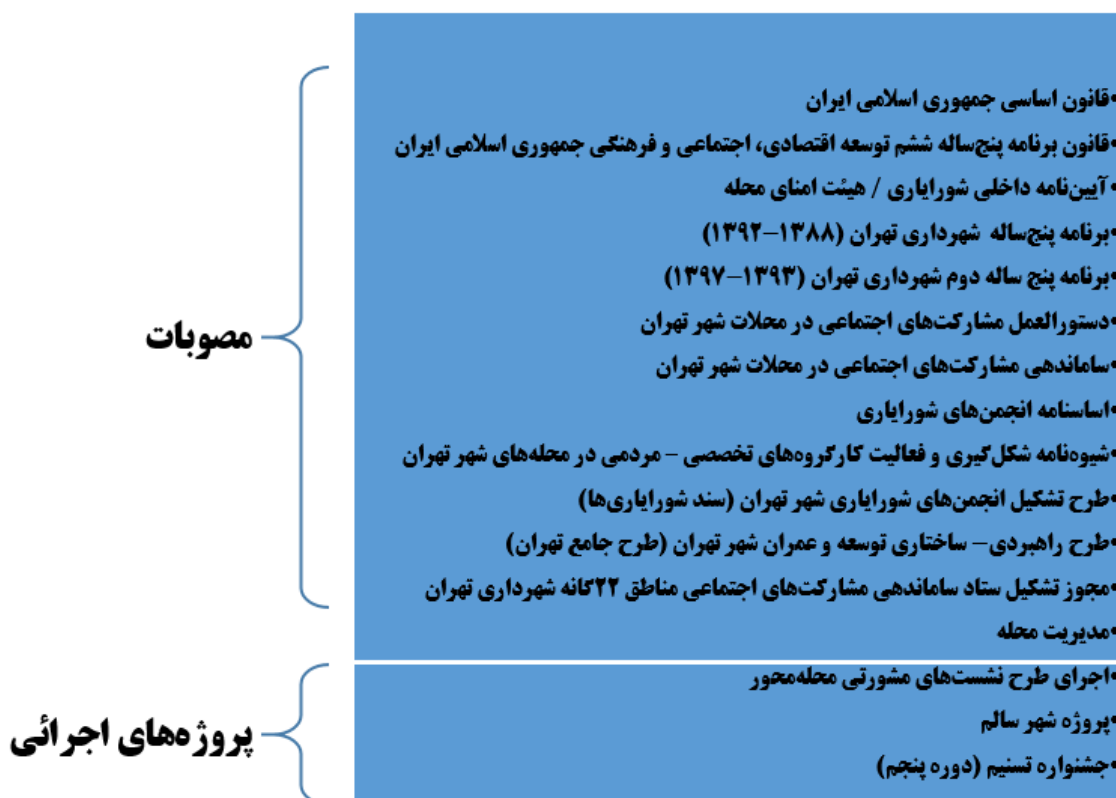 مصوبات
•قانون اساسی جمهوری اسلامی ایران
•قانون برنامه پنج‌ساله ششم توسعه اقتصادی، اجتماعی و فرهنگی جمهوری اسلامی ایران
•آیین‌نامه داخلی شورایاری / هیئت امنای محله
•برنامه پنج‌ساله شهرداری تهران (۱۳۸۸–۱۳۹۲)
•برنامه پنج ساله دوم شهرداری تهران (۱۳۹۳–۱۳۹۷)
•دستورالعمل مشارکت‌های اجتماعی در محلات شهر تهران
•ساماندهی مشارکت‌های اجتماعی در محلات شهر تهران
•اساسنامه انجمن‌های شورایاری
•شیوه‌نامه شکل‌گیری و فعالیت کارگروه‌های تخصصی – مردمی در محله‌های شهر تهران
•طرح تشکیل انجمن‌های شورایاری شهر تهران (سند شورایاری‌ها)
•طرح راهبردی– ساختاری توسعه و عمران شهر تهران (طرح جامع تهران)
•مجوز تشکیل ستاد ساماندهی مشارکت‌های اجتماعی مناطق ۲۲گانه شهرداری تهران
•مدیریت محله
پروژه‌های اجرائی
•اجرای طرح نشست‌های مشورتی محله‌محور
•پروژه شهر سالم
•جشنواره تسنیم (دوره پنجم)